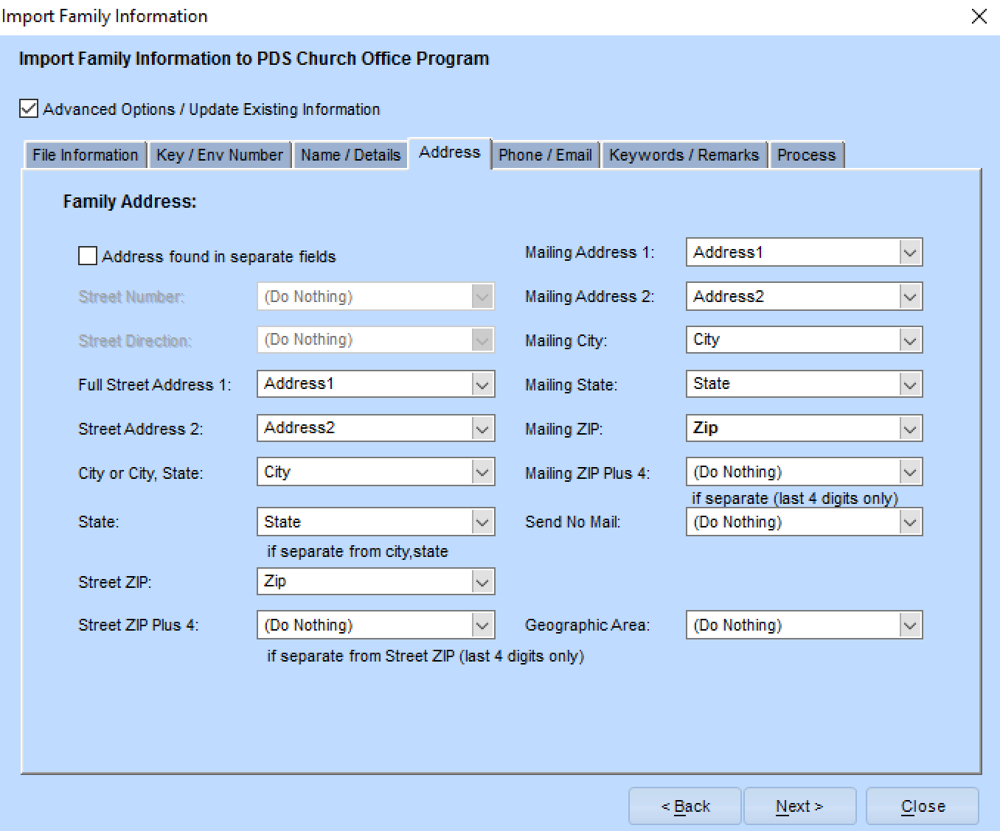 Import Family Information
Import Family Information to PDS Church Office Program
Advanced Options / Update Existing Information
File Information
Key / Env Number
Name / Details
Address
Phone / Email
Keywords / Remarks
Process
Family Address:
Address found in separate fields
Street Number: (Do Nothing)
Street Direction: (Do Nothing)
Full Street Address 1: Address1
Street Address 2: Address2
City or City, State: City
State: State
if separate from city,state
Street ZIP: Zip
Street ZIP Plus 4: (Do Nothing)
if separate from Street ZIP (last 4 digits only)
Mailing Address 1: Address1
Mailing Address 2: Address2
Mailing City: City
Mailing State: State
Mailing ZIP: Zip
Mailing ZIP Plus 4: (Do Nothing)
if separate (last 4 digits only)
Send No Mail: (Do Nothing)
Geographic Area: (Do Nothing)
< Back
Next >
Close